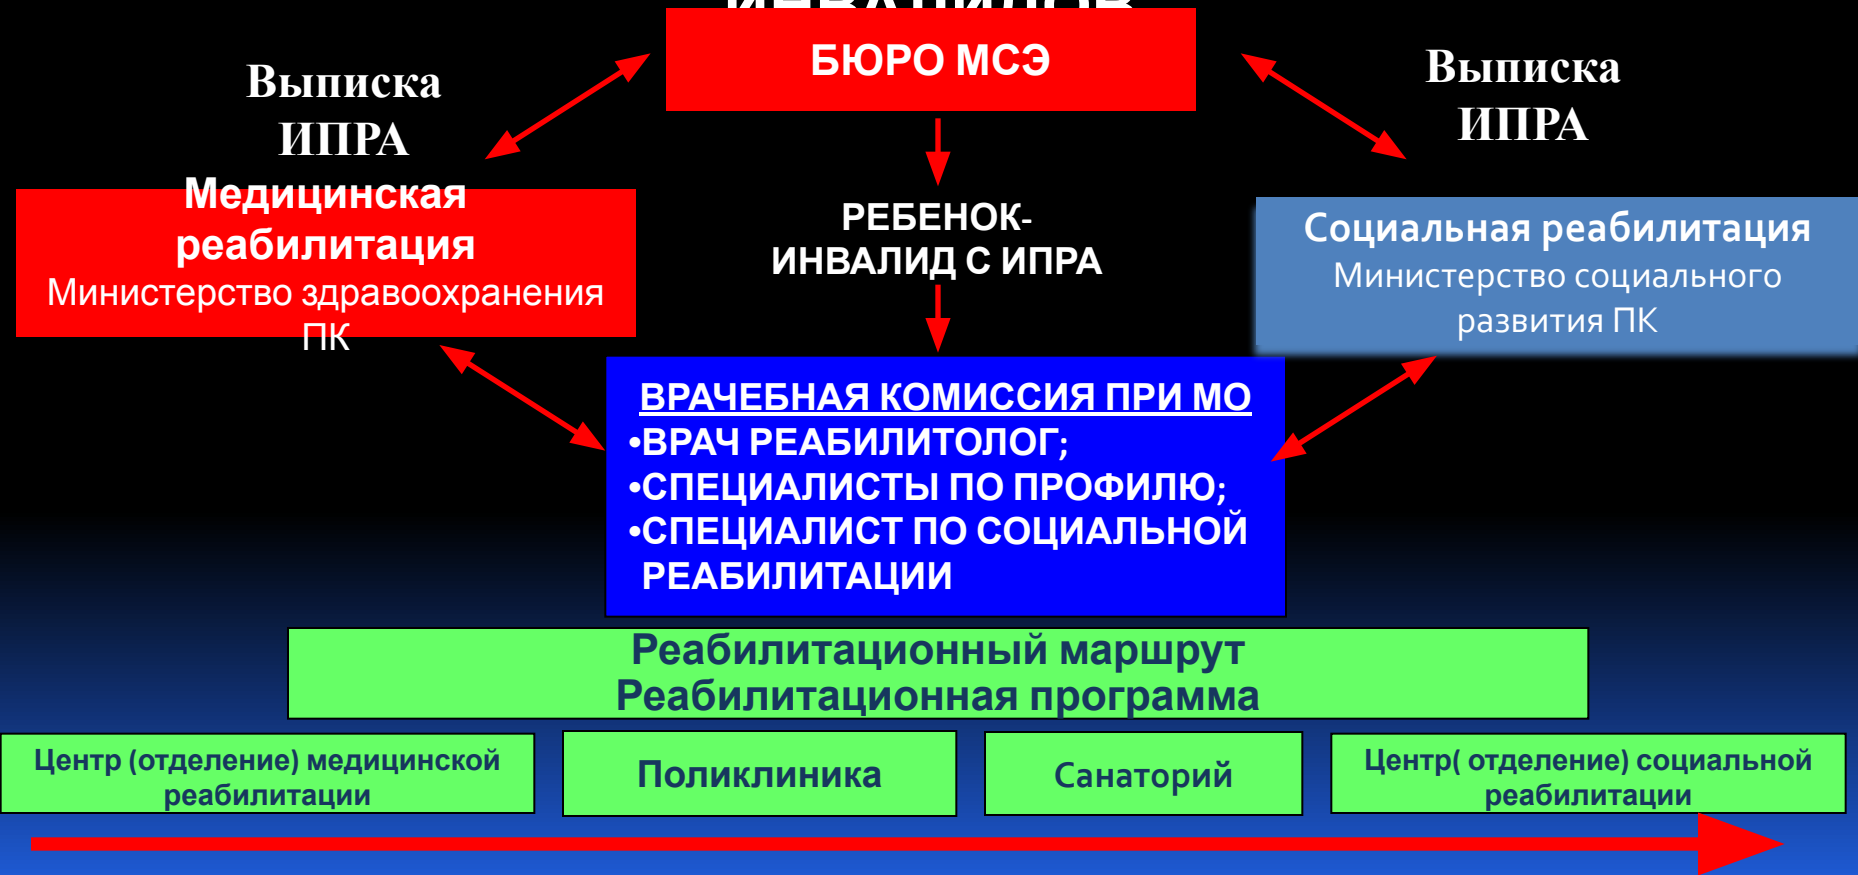 ИНВАЛИДОВ
БЮРО МСЭ
Выписка
ИПРА
Выписка
ИПРА
Медицинская
реабилитация
Министерство здравоохранения
ПК
РЕБЕНОК-
ИНВАЛИД С ИПРА
Социальная реабилитация
Министерство социального
развития ПК
ВРАЧЕБНАЯ КОМИССИЯ ПРИ МО
•ВРАЧ РЕАБИЛИТОЛОГ;
•СПЕЦИАЛИСТЫ ПО ПРОФИЛЮ;
•СПЕЦИАЛИСТ ПО СОЦИАЛЬНОЙ
РЕАБИЛИТАЦИИ
Реабилитационный маршрут
Реабилитационная программа
Центр (отделение) медицинской
реабилитации
Поликлиника
Санаторий
Центр( отделение) социальной
реабилитации